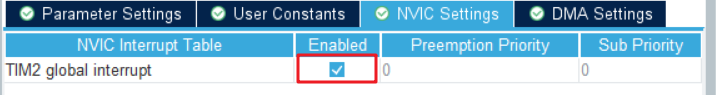 Parameter Settings User Constants NVIC Settings DMA Settings
NVIC Interrupt Table Enabled Preemption Priority Sub Priority
TIM2 global interrupt 0 0